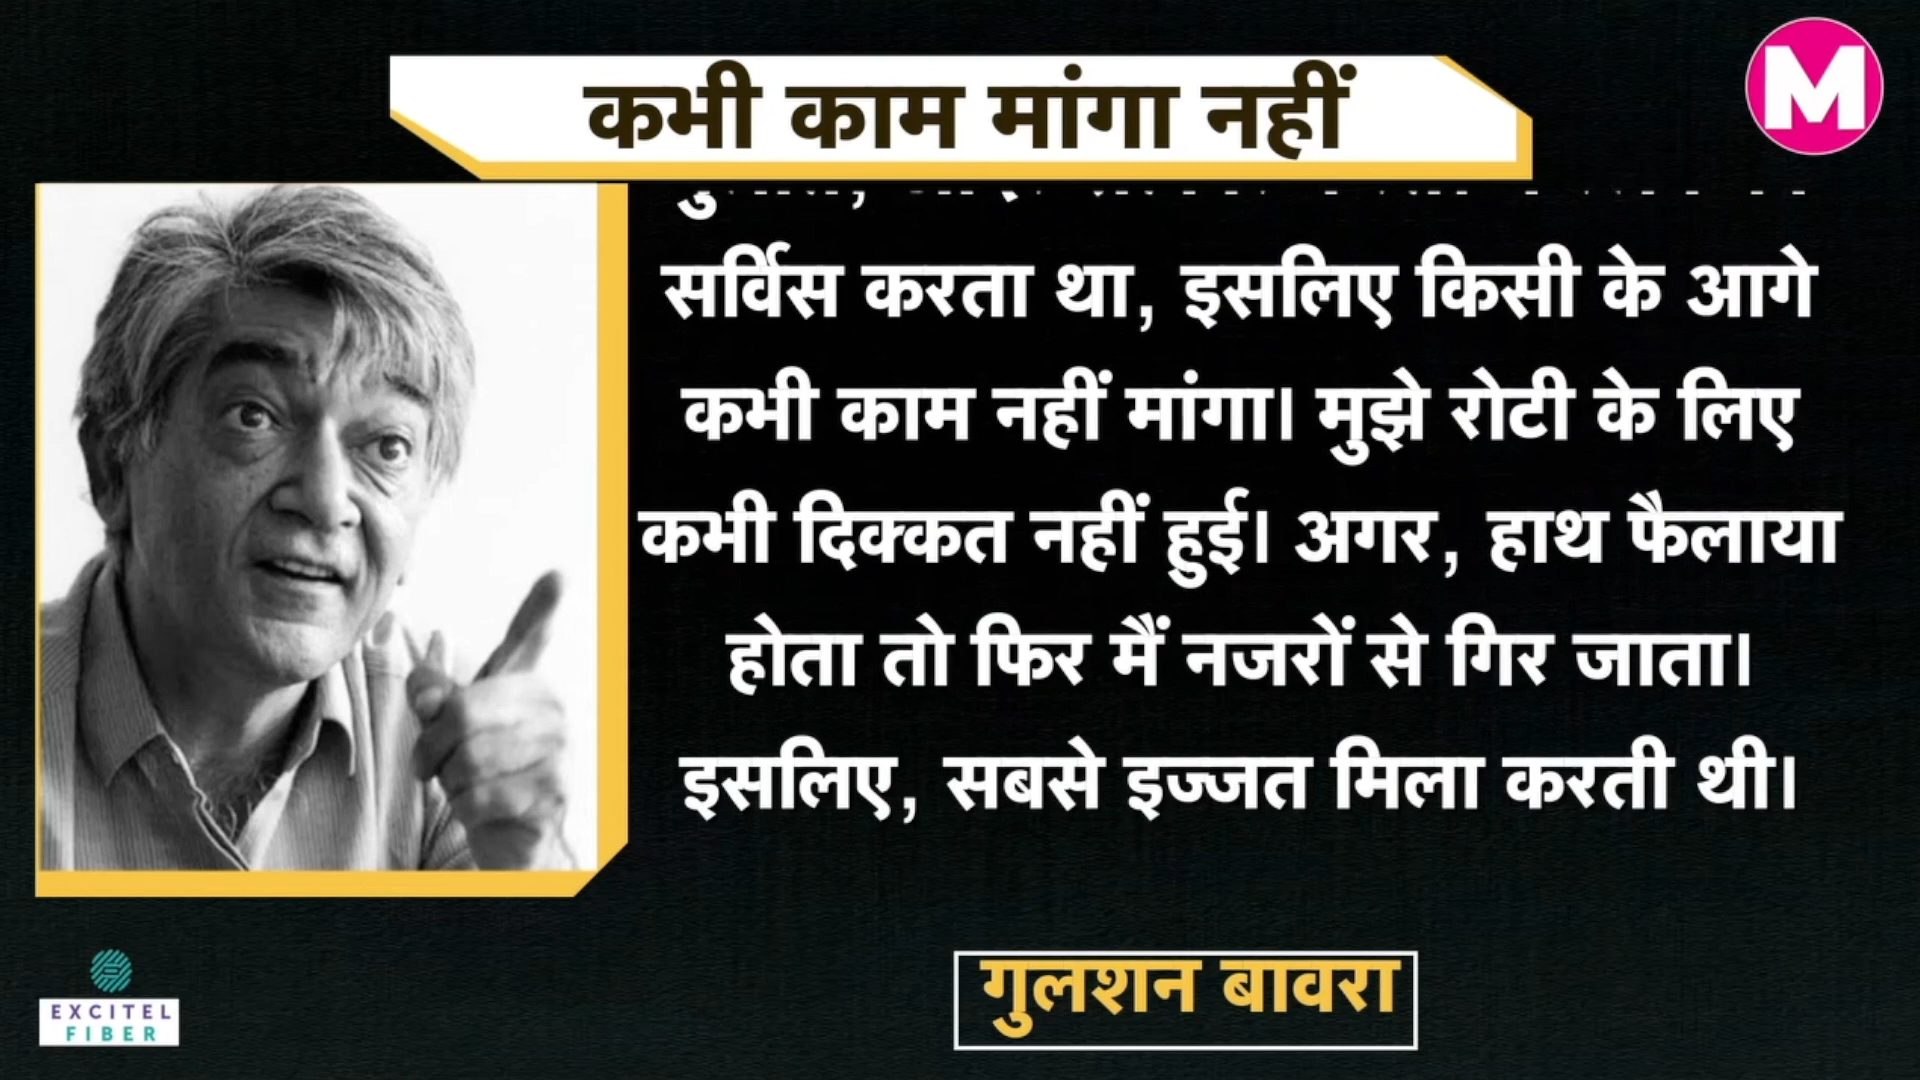 कभी काम मांगा नहीं
M
सर्विस करता था, इसलिए किसी के आगे
कभी काम नहीं मांगा। मुझे रोटी के लिए
कभी दिक्कत नहीं हुई। अगर, हाथ फैलाया
होता तो फिर मैं नजरों से गिर जाता।
इसलिए, सबसे इज्जत मिला करती थी।
गुलशन बावरा
EXCITEL
FIBER